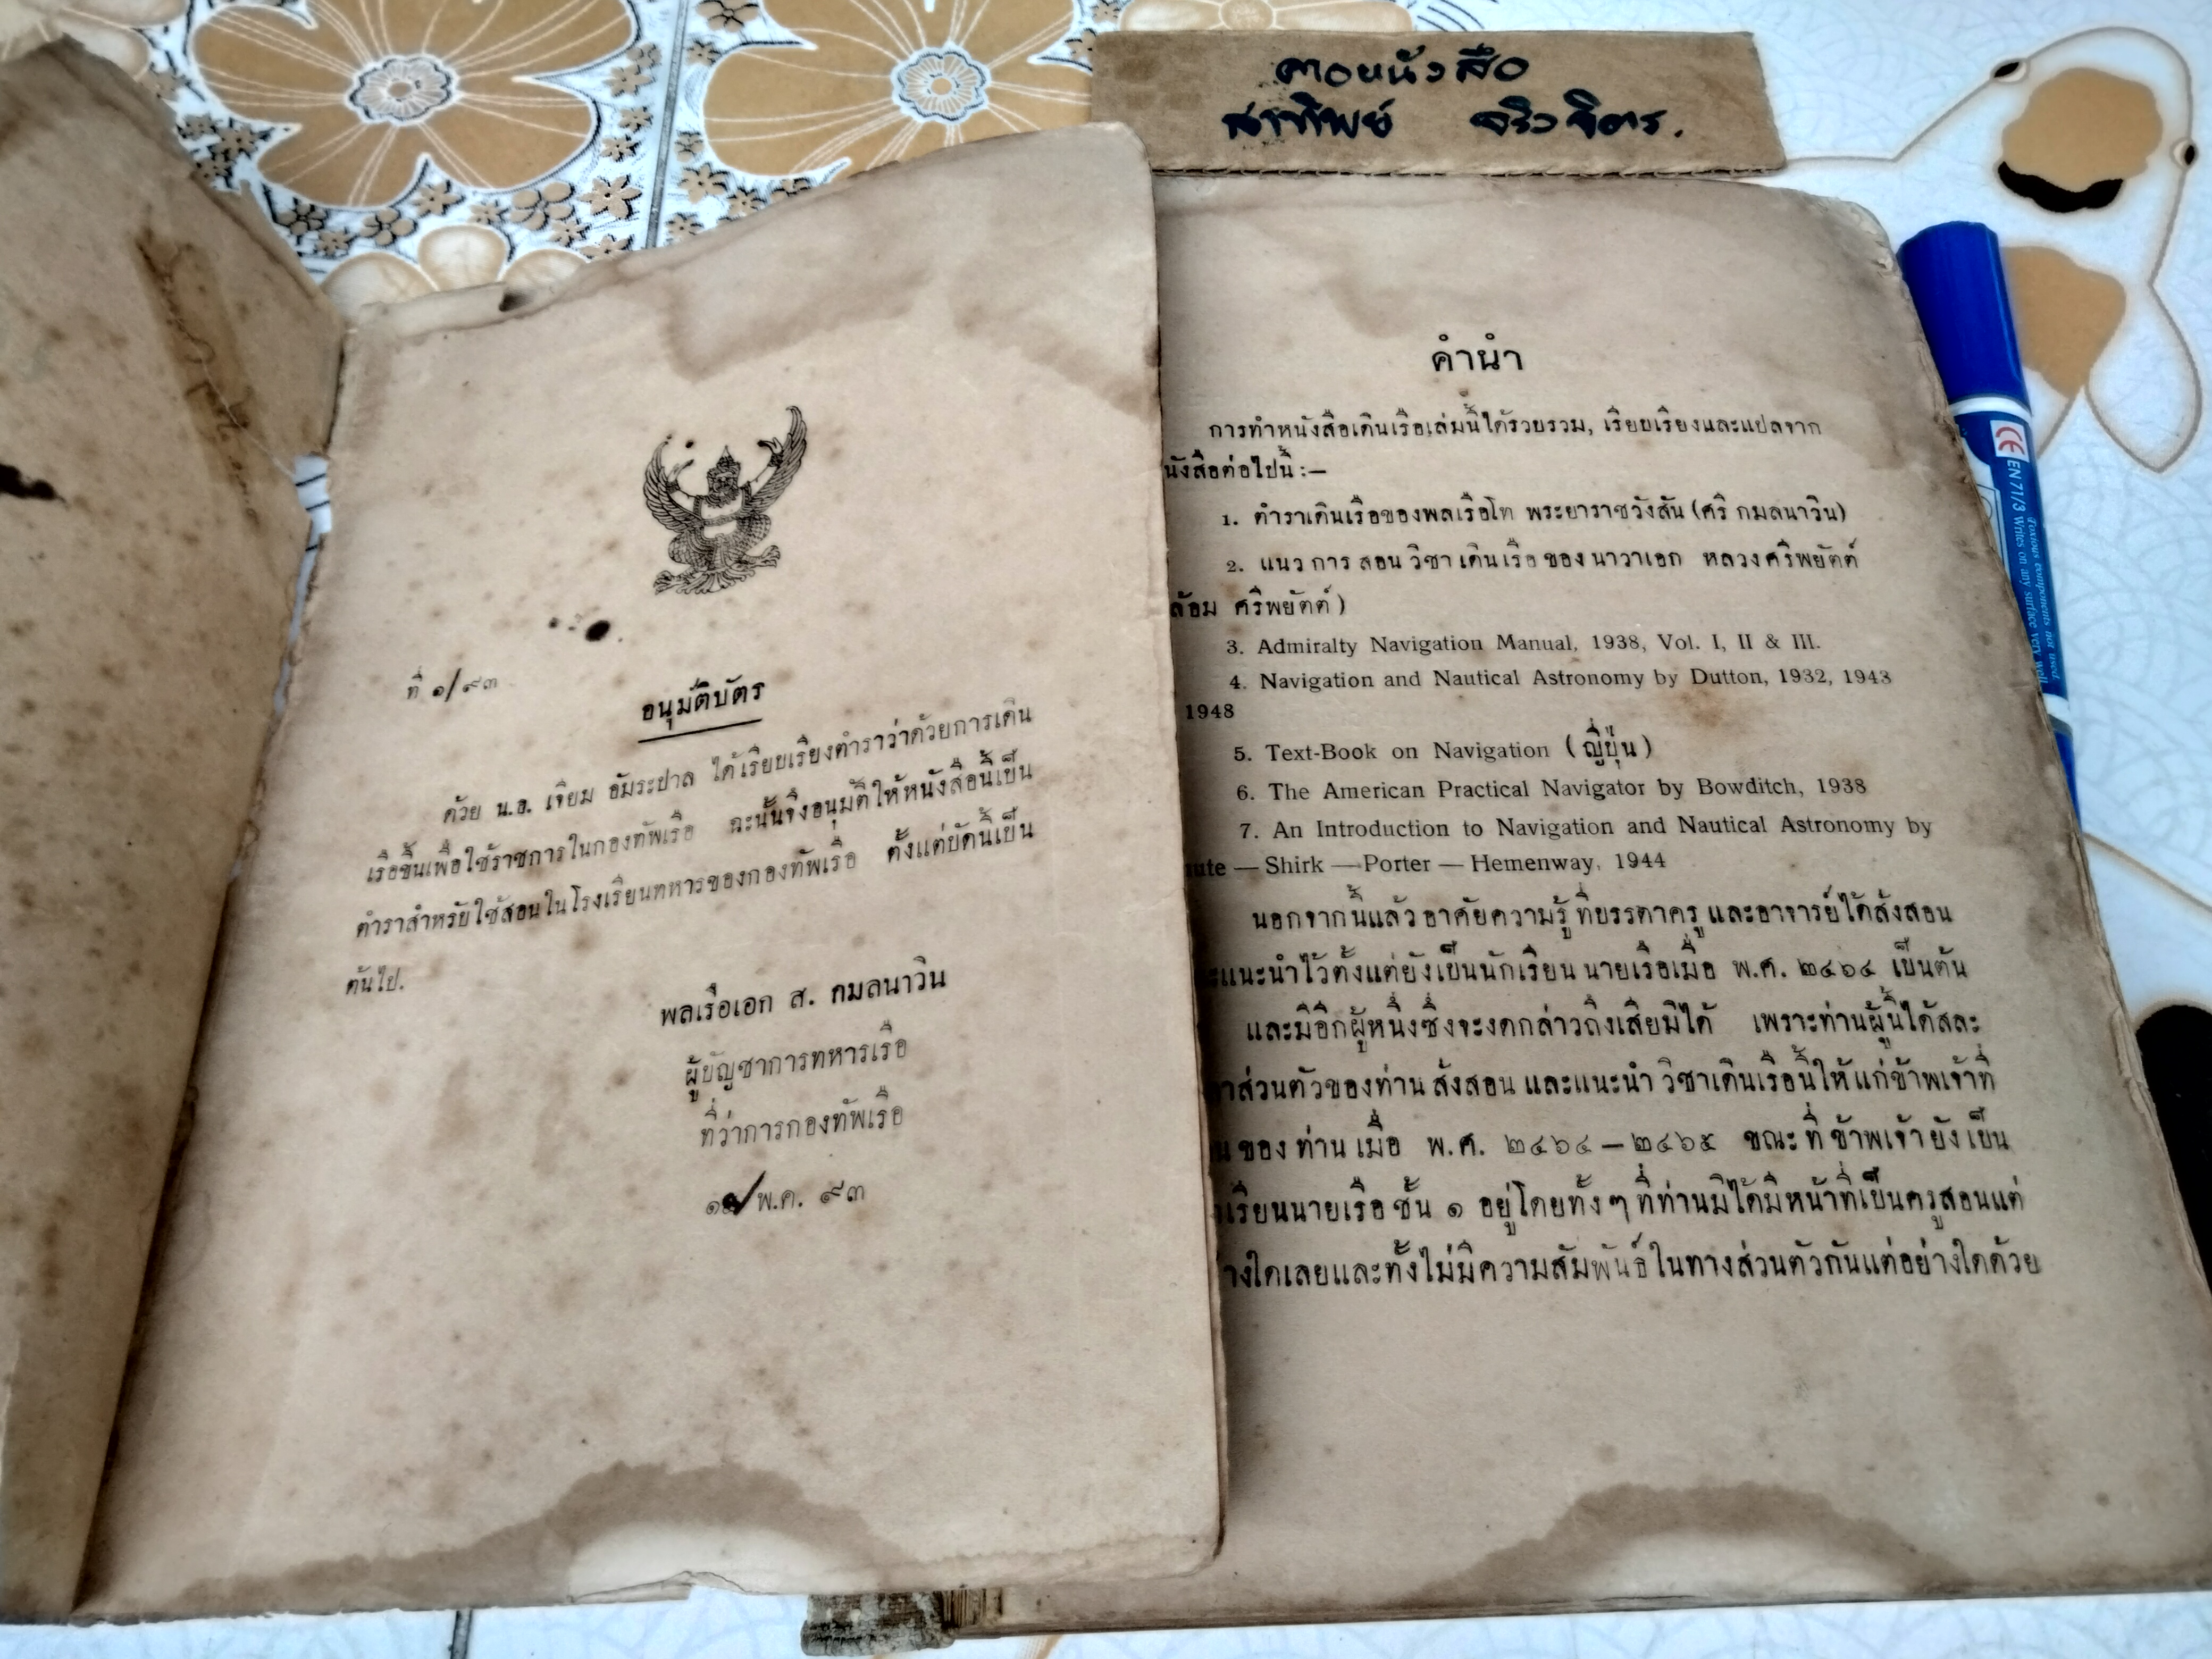 ตอหนังสือ
สาทิพย์ จริงจิตร.
ที่ ๑/๙๓
อนุมัติบัตร
ด้วย น.อ. เจียม อัมระปาล ได้เรียบเรียงตำราว่าด้วยการเดิน
เรือขึ้นเพื่อใช้ราชการในกองทัพเรือ ฉะนั้นจึงอนุมัติให้หนังสือนี้เป็น
ตำราสำหรับใช้สอนในโรงเรียนทหารของกองทัพเรือ ตั้งแต่บัดนี้เป็น
ต้นไป.
พลเรือเอก ส. กมลนาวิน
ผู้บัญชาการทหารเรือ
ที่ว่าการกองทัพเรือ
พ.ค. ๙๓
คำนำ
การทำหนังสือเดินเรือเล่มนี้ได้รวบรวม, เรียบเรียงและแปลจาก
นังสือต่อไปนี้ :—
1. ตำราเดินเรือของพลเรือโท พระยาราชวังสัน (ศรี กมลนาวิน)
2. แนวการสอนวิชาเดินเรือของนาวาเอก หลวงศรีพยัตต์
ล้อม ศรีพยัตต์)
3. Admiralty Navigation Manual, 1938, Vol. I, II & III.
4. Navigation and Nautical Astronomy by Dutton, 1932, 1943
1948
5. Text-Book on Navigation (ญี่ปุ่น)
6. The American Practical Navigator by Bowditch, 1938
7. An Introduction to Navigation and Nautical Astronomy by
— Shirk — Porter — Hemenway, 1944
นอกจากนี้แล้วอาศัยความรู้ที่บรรดาครูและอาจารย์ได้สั่งสอน
ะแนะนำไว้ตั้งแต่ยังเป็นนักเรียนนายเรือเมื่อ พ.ศ. ๒๔๖๔ เป็นต้น
และมีอีกผู้หนึ่งซึ่งจะงดกล่าวถึงเสียมิได้ เพราะท่านผู้นี้ได้สละ
าส่วนตัวของท่านสั่งสอนและแนะนำวิชาเดินเรือนี้ให้แก่ข้าพเจ้าที่
นของท่านเมื่อ พ.ศ. ๒๔๖๔ – ๒๔๖๕ ขณะที่ข้าพเจ้ายังเป็น
เรียนนายเรือชั้น ๑ อยู่โดยทั้งๆ ที่ท่านมิได้มีหน้าที่เป็นครูสอนแต่
างใดเลยและทั้งไม่มีความสัมพันธ์ในทางส่วนตัวกันแต่อย่างใดด้วย
CE
EN 71/3 Writes on any surface very well